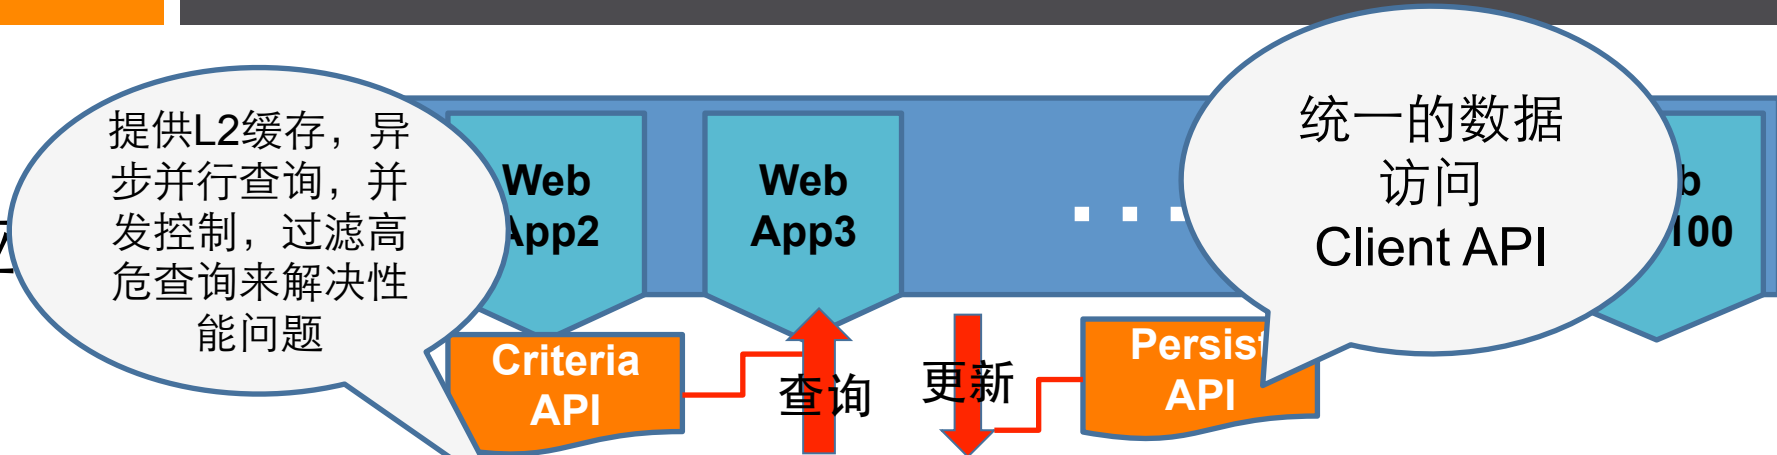 提供L2缓存，异
步并行查询，并
发控制，过滤高
危查询来解决性
能问题
Web
App2
Web
App3
统一的数据
访问
Client API
b
100
Criteria
API
查询
更新
Persist
API